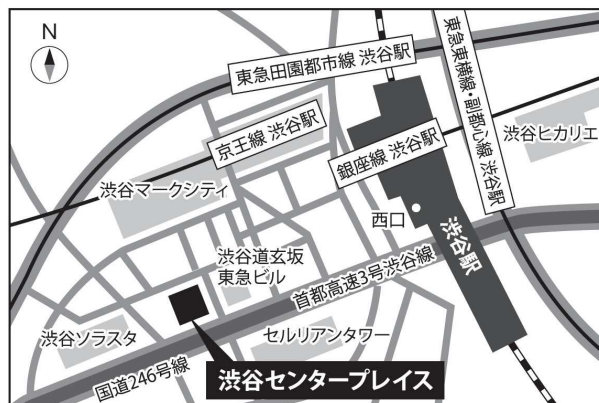 N
東急田園都市線 渋谷駅
東急東横線・副都心線 渋谷駅
京王線 渋谷駅
銀座線 渋谷駅
渋谷ヒカリエ
渋谷マークシティ
西口
渋谷駅
渋谷道玄坂
東急ビル
首都高速3号渋谷線
渋谷ソラスタ
セルリアンタワー
国道246号線
渋谷センタープレイス